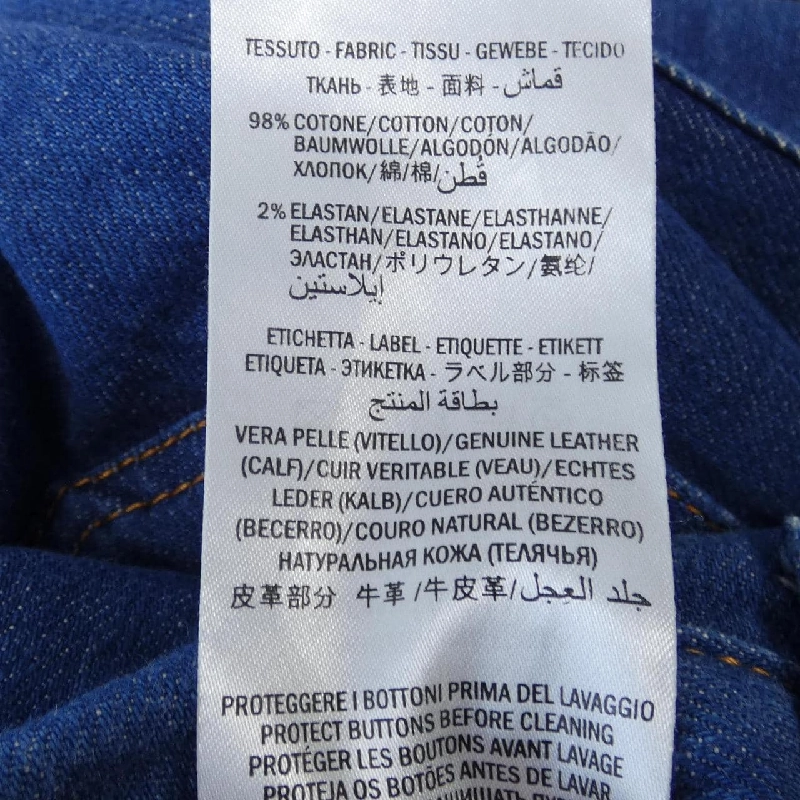 TESSUTO - FABRIC - TISSU - GEWEBE - TECIDO
ТКАНЬ - 表地 - 面料 - قماش
98% COTONE/COTTON/COTON/
BAUMWOLLE/ALGODÓN/ALGODÃO/
ХЛОПОК/綿/棉/قُطن
2% ELASTAN/ELASTANE/ELASTHANNE/
ELASTHAN/ELASTANO/ELASTANO/
ЭЛАСТАН/ポリウレタン/氨纶/
إيلاستين
ETICHETTA - LABEL - ETIQUETTE - ETIKETT
ETIQUETA - ЭТИКЕТКА - ラベル部分 - 标签
بطاقة المنتج
VERA PELLE (VITELLO)/GENUINE LEATHER
(CALF)/CUIR VERITABLE (VEAU)/ECHTES
LEDER (KALB)/CUERO AUTÉNTICO
(BECERRO)/COURO NATURAL (BEZERRO)
НАТУРАЛЬНАЯ КОЖА (ТЕЛЯЧЬЯ)
皮革部分 牛革/牛皮革/جلد العِجل
PROTEGGERE I BOTTONI PRIMA DEL LAVAGGIO
PROTECT BUTTONS BEFORE CLEANING
PROTÉGER LES BOUTONS AVANT LAVAGE
PROTEJA OS BOTÕES ANTES DE LAVAR